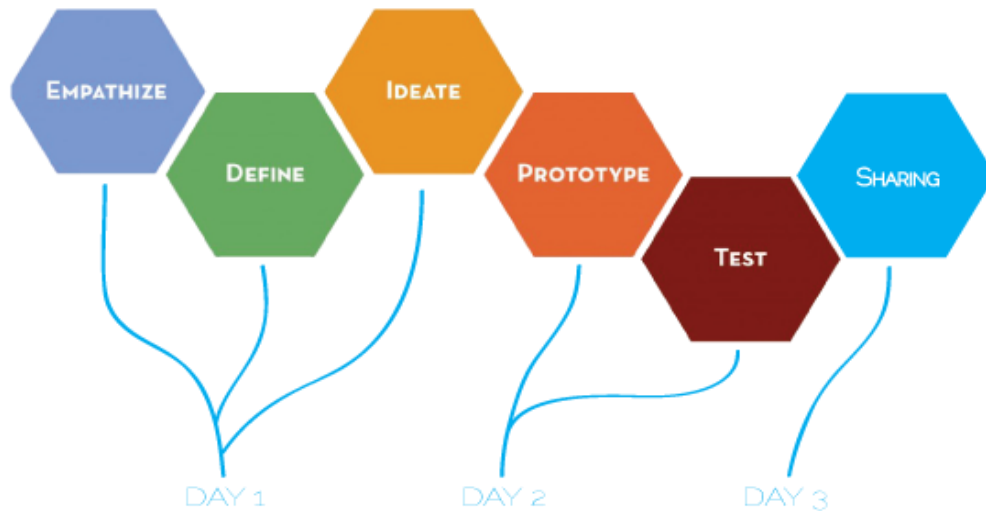 EMPATHIZE
DEFINE
IDEATE
PROTOTYPE
TEST
SHARING
DAY 1
DAY 2
DAY 3